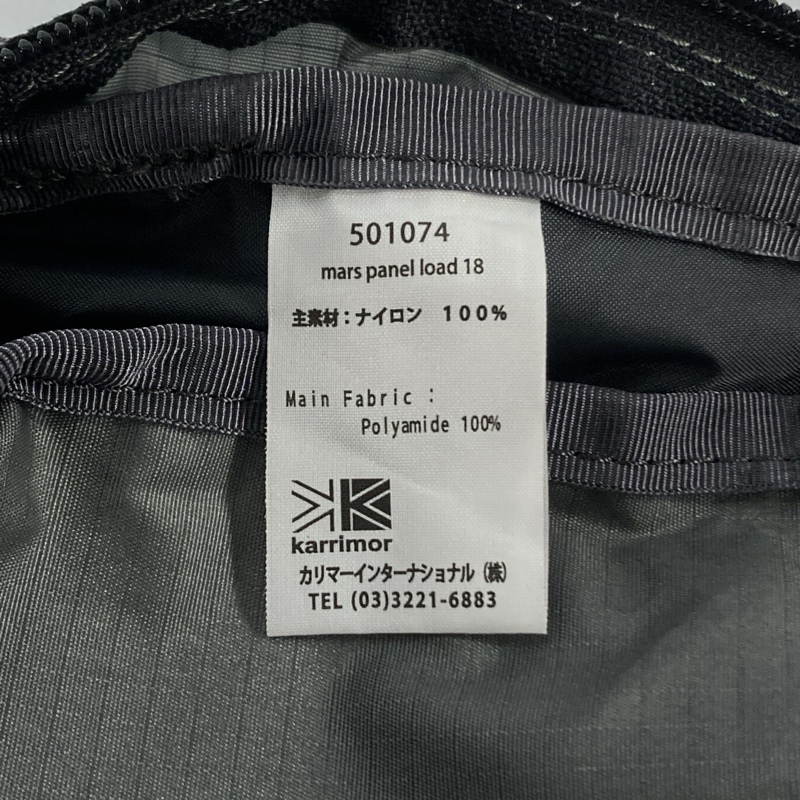 501074
mars panel load 18
主素材：ナイロン 100%
Main Fabric :
Polyamide 100%
karrimor
カリマーインターナショナル（株）
TEL (03)3221-6883